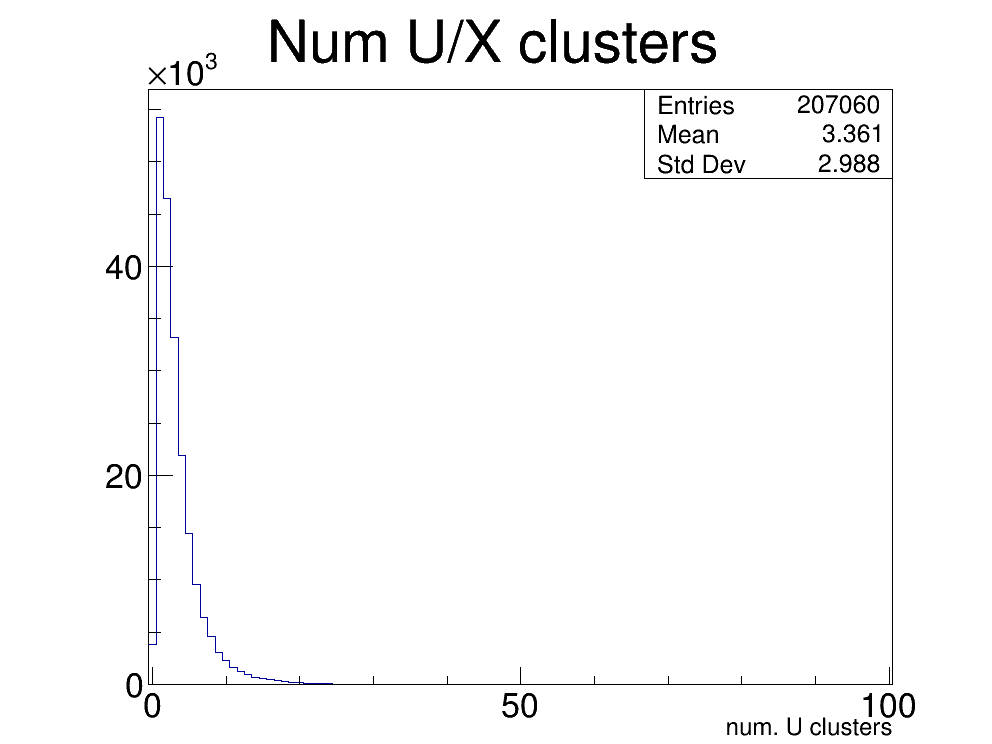 Num U/X clusters
×10³
Entries 207060
Mean 3.361
Std Dev 2.988
40
20
0
0 50 100
num. U clusters